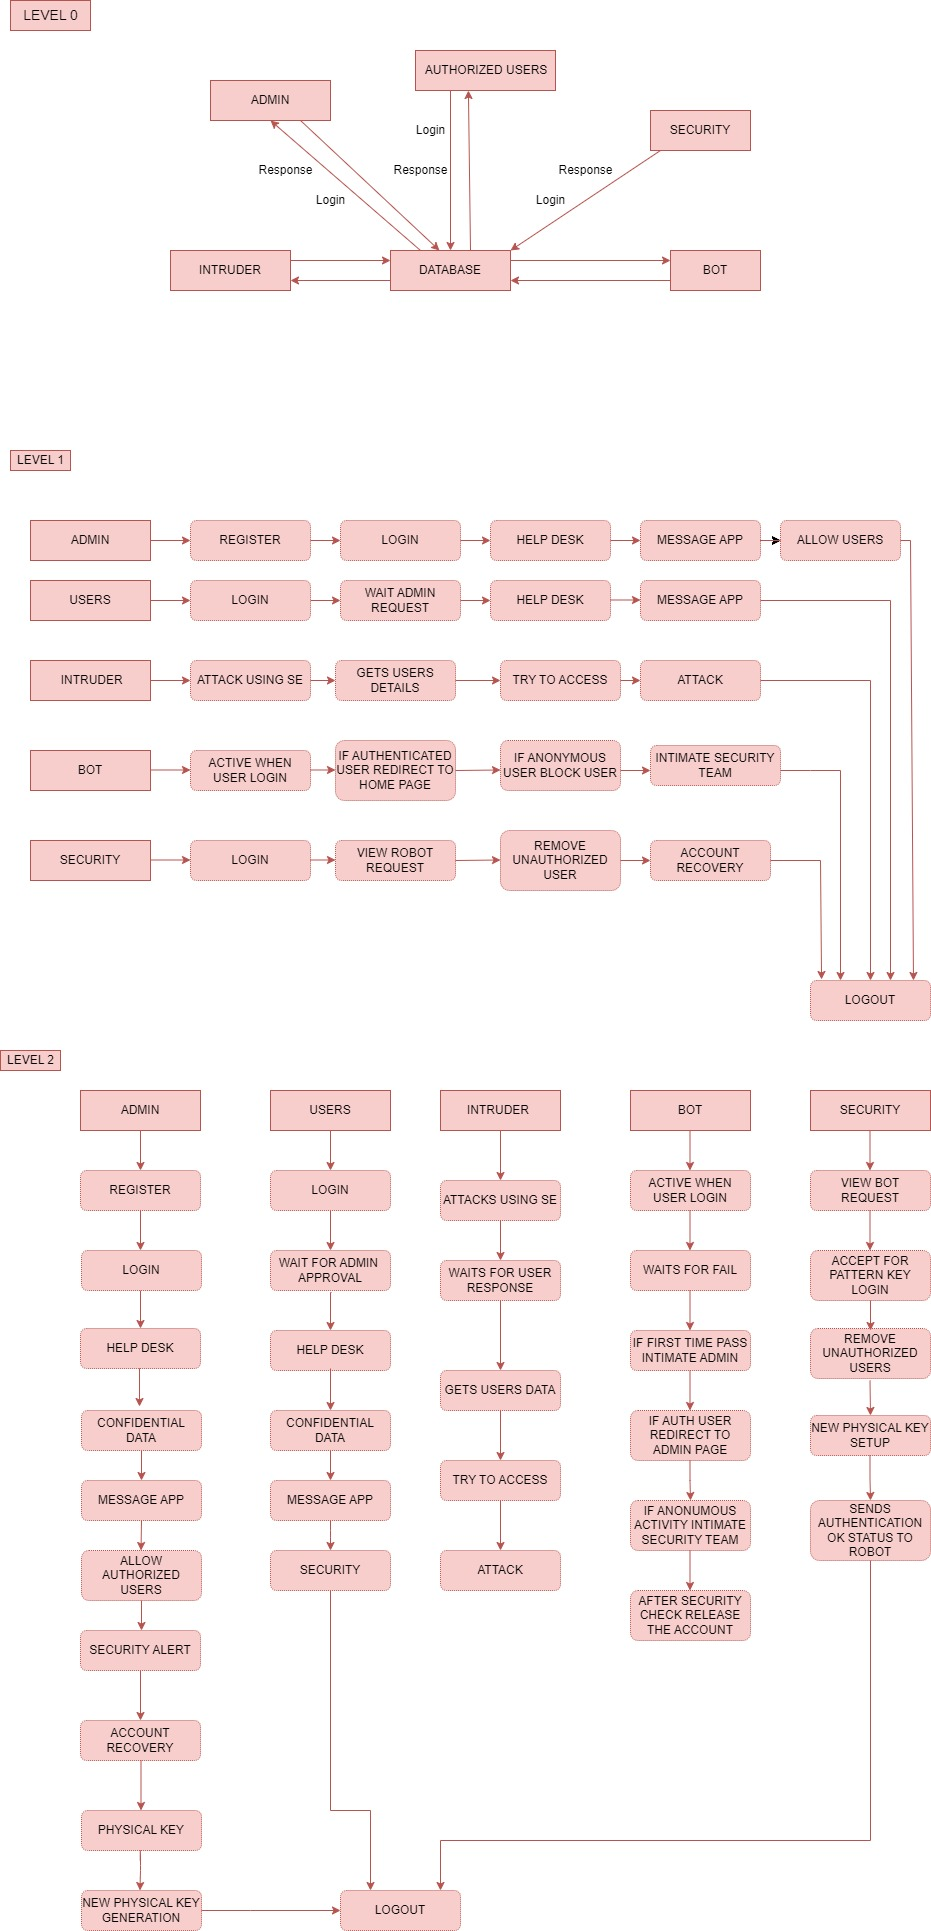 LEVEL 0
AUTHORIZED USERS
ADMIN
SECURITY
Login
Response
Response
Response
Login
Login
INTRUDER
DATABASE
BOT
LEVEL 1
ADMIN
REGISTER
LOGIN
HELP DESK
MESSAGE APP
ALLOW USERS
USERS
LOGIN
WAIT ADMIN
REQUEST
HELP DESK
MESSAGE APP
INTRUDER
ATTACK USING SE
GETS USERS
DETAILS
TRY TO ACCESS
ATTACK
BOT
ACTIVE WHEN
USER LOGIN
IF AUTHENTICATED
USER REDIRECT TO
HOME PAGE
IF ANONYMOUS
USER BLOCK USER
INTIMATE SECURITY
TEAM
SECURITY
LOGIN
VIEW ROBOT
REQUEST
REMOVE
UNAUTHORIZED
USER
ACCOUNT
RECOVERY
LOGOUT
LEVEL 2
ADMIN
REGISTER
LOGIN
HELP DESK
CONFIDENTIAL
DATA
MESSAGE APP
ALLOW
AUTHORIZED
USERS
SECURITY ALERT
ACCOUNT
RECOVERY
PHYSICAL KEY
NEW PHYSICAL KEY
GENERATION
USERS
LOGIN
WAIT FOR ADMIN
APPROVAL
HELP DESK
CONFIDENTIAL
DATA
MESSAGE APP
SECURITY
INTRUDER
ATTACKS USING SE
WAITS FOR USER
RESPONSE
GETS USERS DATA
TRY TO ACCESS
ATTACK
BOT
ACTIVE WHEN
USER LOGIN
WAITS FOR FAIL
IF FIRST TIME PASS
INTIMATE ADMIN
IF AUTH USER
REDIRECT TO
ADMIN PAGE
IF ANONUMOUS
ACTIVITY INTIMATE
SECURITY TEAM
AFTER SECURITY
CHECK RELEASE
THE ACCOUNT
SECURITY
VIEW BOT
REQUEST
ACCEPT FOR
PATTERN KEY
LOGIN
REMOVE
UNAUTHORIZED
USERS
NEW PHYSICAL KEY
SETUP
SENDS
AUTHENTICATION
OK STATUS TO
ROBOT
LOGOUT